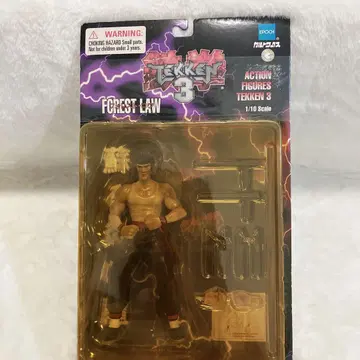 WARNING:
CHOKING HAZARD Small parts.
Not for children under 3 years.
EPOCH
TEKKEN
3
ACTION
FIGURES
TEKKEN 3
1/10 Scale
FOREST LAW